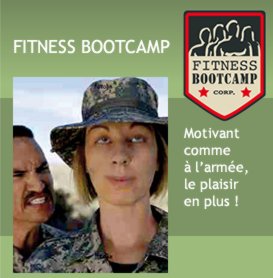 FITNESS BOOTCAMP
FITNESS
BOOTCAMP
CORP.
Motivant
comme
à l'armée,
le plaisir
en plus !